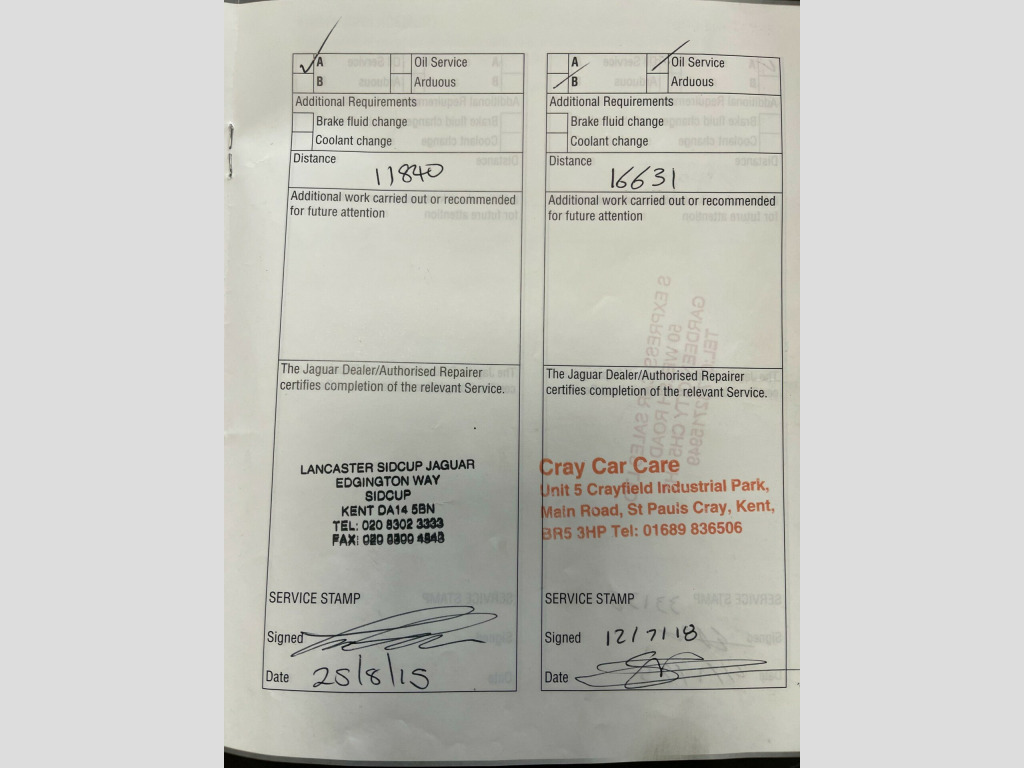 A Oil Service
B Arduous
Additional Requirements
Brake fluid change
Coolant change
Distance
11840
Additional work carried out or recommended
for future attention
The Jaguar Dealer/Authorised Repairer
certifies completion of the relevant Service.
LANCASTER SIDCUP JAGUAR
EDGINGTON WAY
SIDCUP
KENT DA14 5BN
TEL: 020 8302 3333
FAX: 020 8309 4843
SERVICE STAMP
Signed
Date 25/8/15
A Oil Service
B Arduous
Additional Requirements
Brake fluid change
Coolant change
Distance
16631
Additional work carried out or recommended
for future attention
The Jaguar Dealer/Authorised Repairer
certifies completion of the relevant Service.
Cray Car Care
Unit 5 Crayfield Industrial Park,
Main Road, St Pauls Cray, Kent,
BR5 3HP Tel: 01689 836506
SERVICE STAMP
Signed 12/7/18
Date